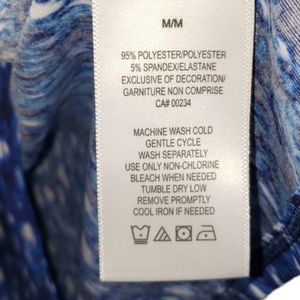 M/M
95% POLYESTER/POLYESTER
5% SPANDEX/ELASTANE
EXCLUSIVE OF DECORATION/
GARNITURE NON COMPRISE
CA# 00234
MACHINE WASH COLD
GENTLE CYCLE
WASH SEPARATELY
USE ONLY NON-CHLORINE
BLEACH WHEN NEEDED
TUMBLE DRY LOW
REMOVE PROMPTLY
COOL IRON IF NEEDED